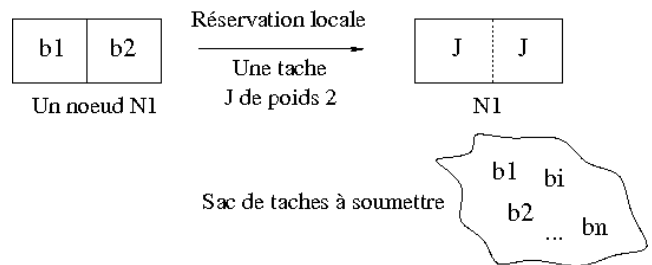 Réservation locale
b1 b2
J J
Une tache
J de poids 2
Un noeud N1
N1
b1 bi
Sac de taches à soumettre
b2
... bn